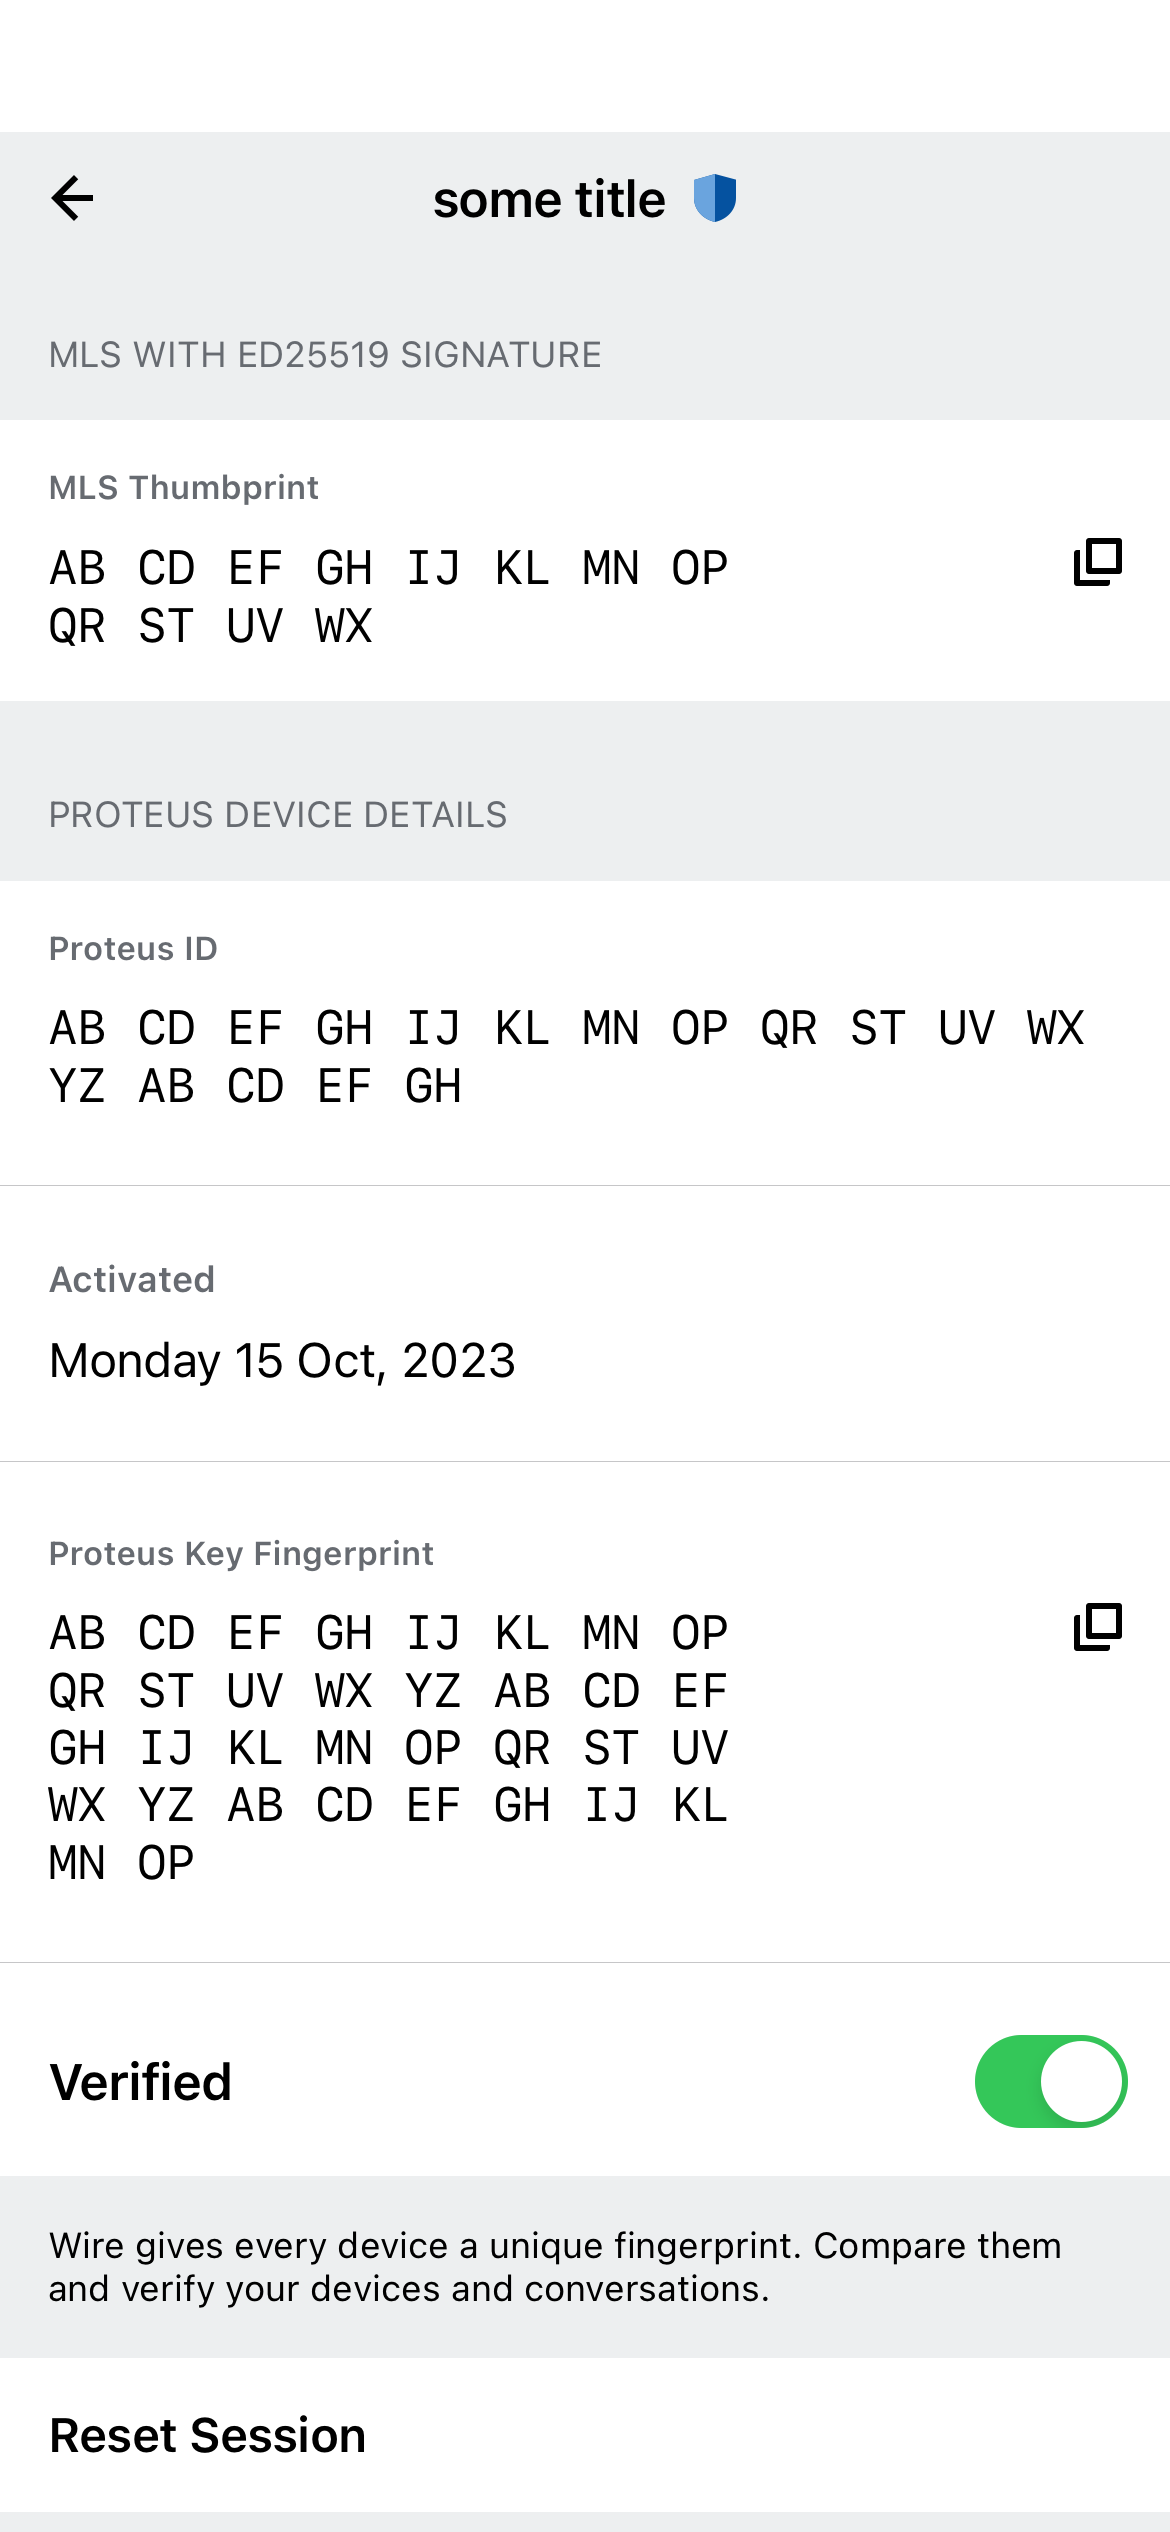 some title
MLS WITH ED25519 SIGNATURE
MLS Thumbprint
AB CD EF GH IJ KL MN OP
QR ST UV WX
PROTEUS DEVICE DETAILS
Proteus ID
AB CD EF GH IJ KL MN OP QR ST UV WX
YZ AB CD EF GH
Activated
Monday 15 Oct, 2023
Proteus Key Fingerprint
AB CD EF GH IJ KL MN OP
QR ST UV WX YZ AB CD EF
GH IJ KL MN OP QR ST UV
WX YZ AB CD EF GH IJ KL
MN OP
Verified
Wire gives every device a unique fingerprint. Compare them
and verify your devices and conversations.
Reset Session